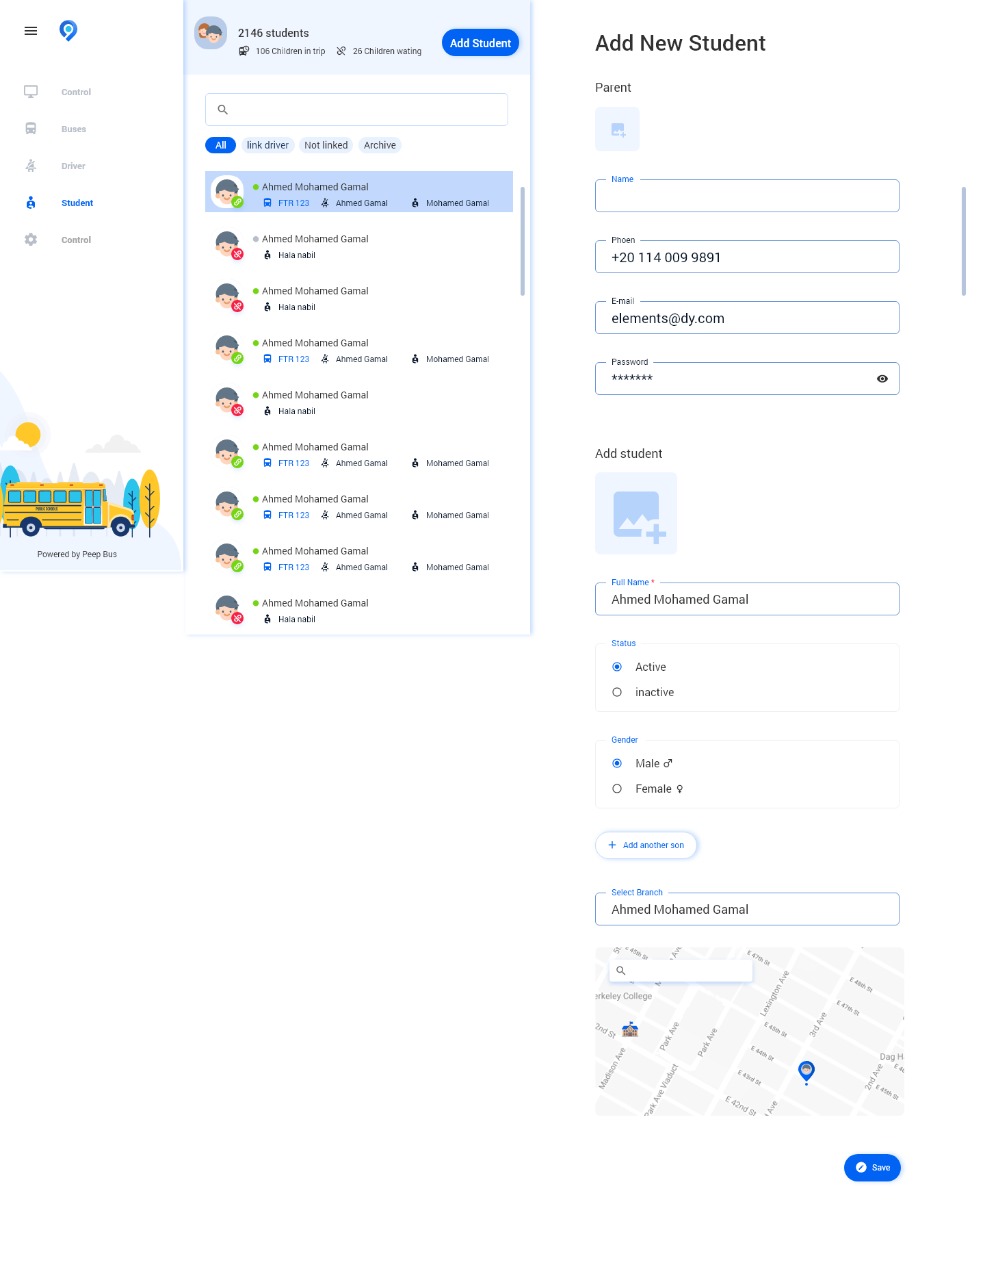 Control
Buses
Driver
Student
Control
PUBLIC SCHOOLS
Powered by Peep Bus
2146 students
106 Children in trip
26 Children wating
Add Student
All
link driver
Not linked
Archive
Ahmed Mohamed Gamal
FTR 123 Ahmed Gamal Mohamed Gamal
Ahmed Mohamed Gamal
Hala nabil
Ahmed Mohamed Gamal
Hala nabil
Ahmed Mohamed Gamal
FTR 123 Ahmed Gamal Mohamed Gamal
Ahmed Mohamed Gamal
Hala nabil
Ahmed Mohamed Gamal
FTR 123 Ahmed Gamal Mohamed Gamal
Ahmed Mohamed Gamal
FTR 123 Ahmed Gamal Mohamed Gamal
Ahmed Mohamed Gamal
FTR 123 Ahmed Gamal Mohamed Gamal
Ahmed Mohamed Gamal
Hala nabil
Add New Student
Parent
Name
Phoen
+20 114 009 9891
E-mail
elements@dy.com
Password
*******
Add student
Full Name *
Ahmed Mohamed Gamal
Status
Active
inactive
Gender
Male ♂
Female ♀
+ Add another son
Select Branch
Ahmed Mohamed Gamal
E 45th St
E 47th St
E 48th St
erkeley College
Lexington Ave
E 47th St
2nd St
Park Ave
Park Ave
E 45th St
3rd Ave
E 44th St
Dag H
Madison Ave
Park Ave Viaduct
E 43rd St
2nd Ave
E 45th St
E 42nd St
Ave
Save